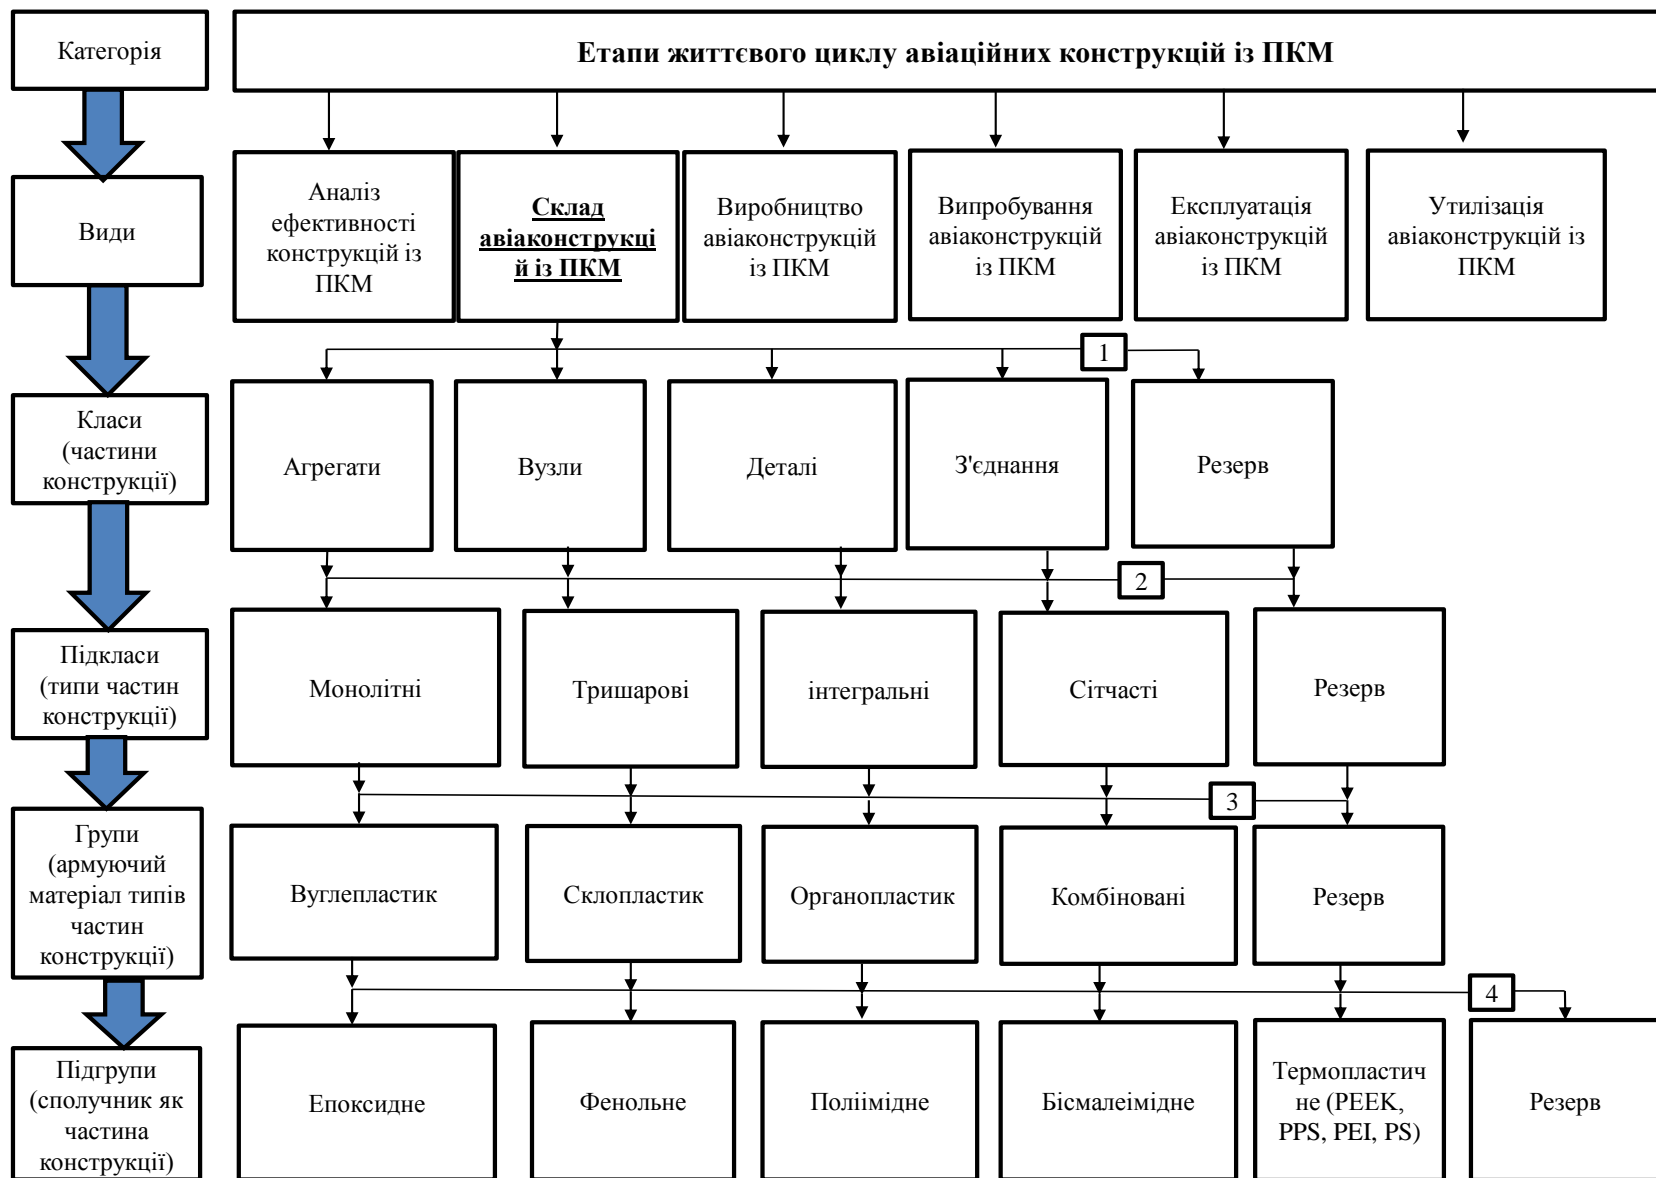 Категорія
Етапи життєвого циклу авіаційних конструкцій із ПКМ
Види
Аналіз
ефективності
конструкцій із
ПКМ
Склад
авіаконструкці
й із ПКМ
Виробництво
авіаконструкцій
із ПКМ
Випробування
авіаконструкцій
із ПКМ
Експлуатація
авіаконструкцій
із ПКМ
Утилізація
авіаконструкцій із
ПКМ
1
Класи
(частини
конструкції)
Агрегати
Вузли
Деталі
З'єднання
Резерв
2
Підкласи
(типи частин
конструкції)
Монолітні
Тришарові
інтегральні
Сітчасті
Резерв
3
Групи
(армуючий
матеріал типів
частин
конструкції)
Вуглепластик
Склопластик
Органопластик
Комбіновані
Резерв
4
Підгрупи
(сполучник як
частина
конструкції)
Епоксидне
Фенольне
Поліімідне
Бісмалеімідне
Термопластич
не (PEEK,
PPS, PEI, PS)
Резерв